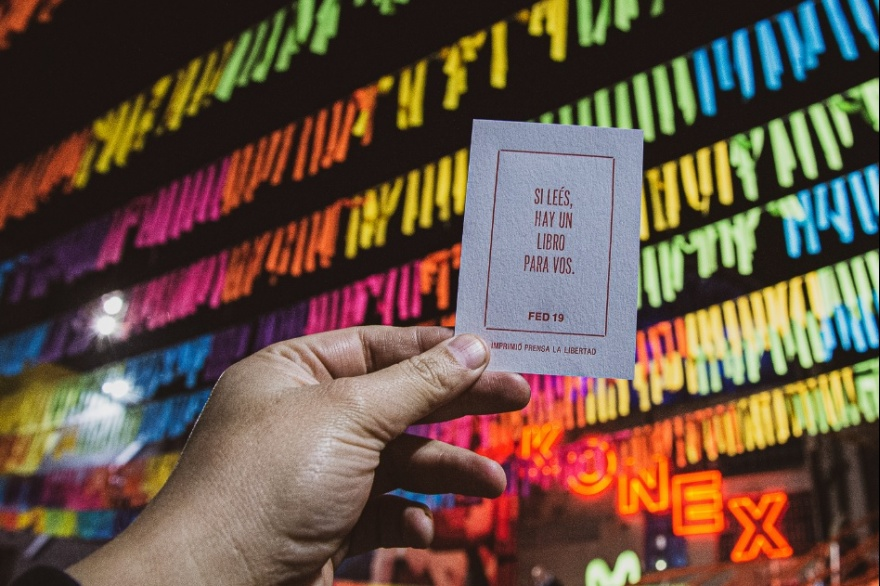 SI LEÉS,
HAY UN
LIBRO
PARA VOS.
FED 19
IMPRIMIÓ PRENSA LA LIBERTAD
KONEX